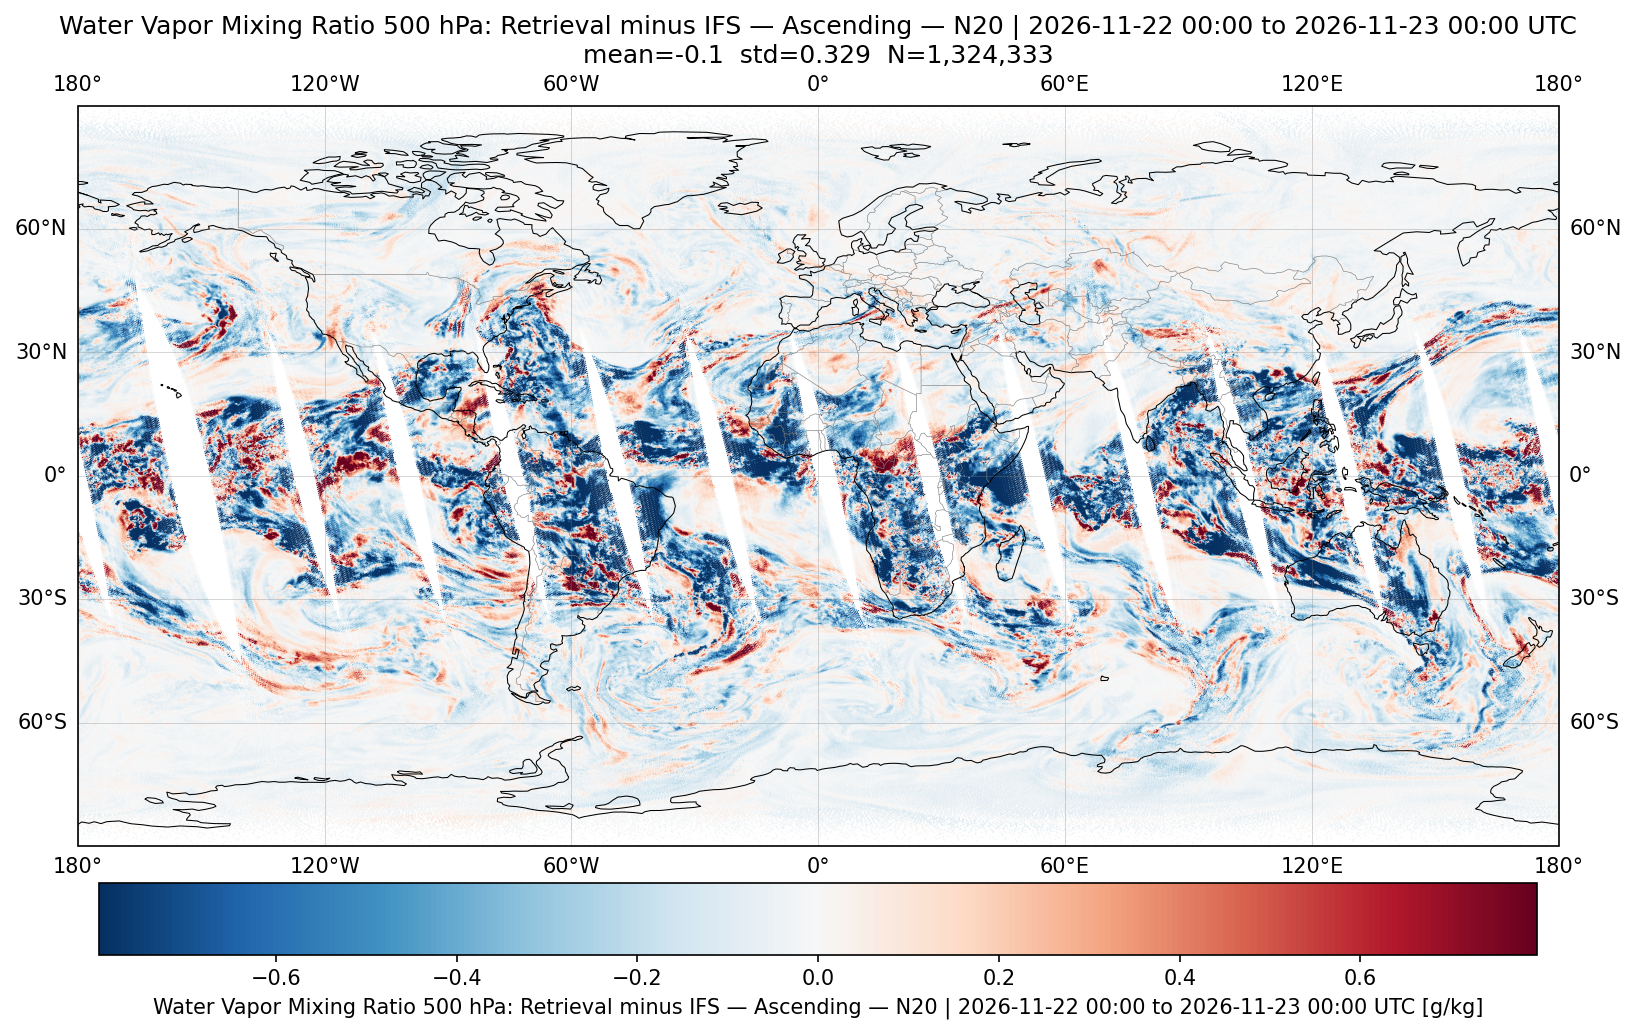 Water Vapor Mixing Ratio 500 hPa: Retrieval minus IFS — Ascending — N20 | 2026-11-22 00:00 to 2026-11-23 00:00 UTC
mean=-0.1 std=0.329 N=1,324,333
180° 120°W 60°W 0° 60°E 120°E 180°
60°N 60°N
30°N 30°N
0° 0°
30°S 30°S
60°S 60°S
180° 120°W 60°W 0° 60°E 120°E 180°
−0.6 −0.4 −0.2 0.0 0.2 0.4 0.6
Water Vapor Mixing Ratio 500 hPa: Retrieval minus IFS — Ascending — N20 | 2026-11-22 00:00 to 2026-11-23 00:00 UTC [g/kg]